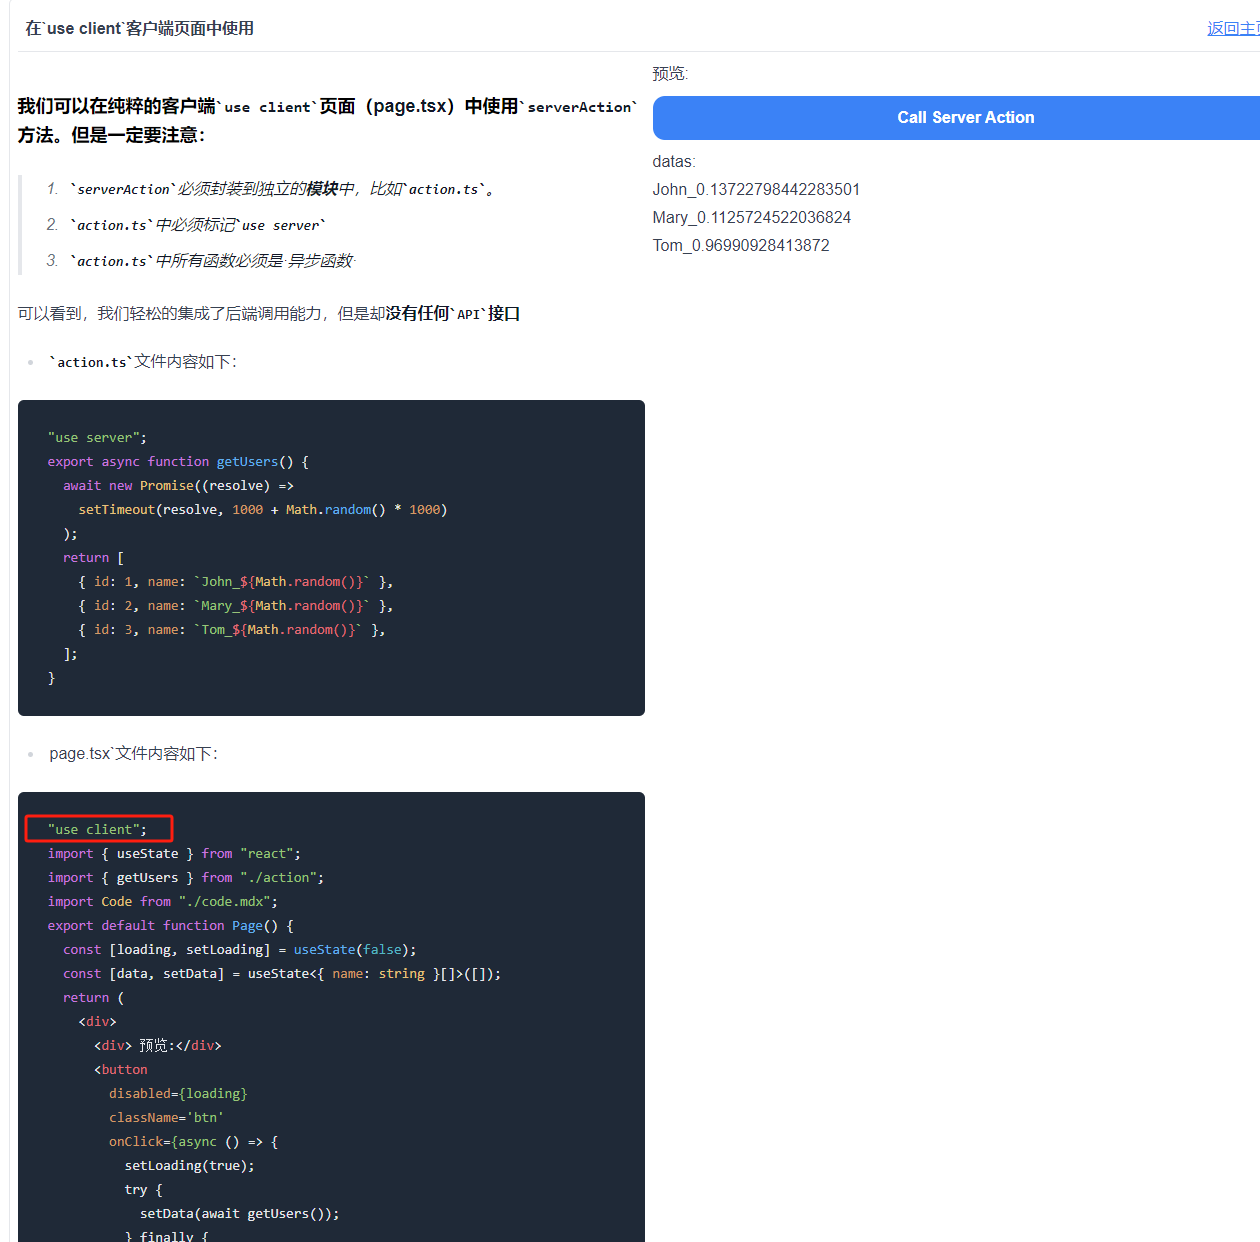 在`use client`客户端页面中使用
返回主
我们可以在纯粹的客户端`use client`页面（page.tsx）中使用`serverAction`
方法。但是一定要注意：
1. `serverAction`必须封装到独立的模块中，比如`action.ts`。
2. `action.ts`中必须标记`use server`
3. `action.ts`中所有函数必须是·异步函数·
可以看到，我们轻松的集成了后端调用能力，但是却没有任何`API`接口
• `action.ts`文件内容如下：
"use server";
export async function getUsers() {
  await new Promise((resolve) =>
    setTimeout(resolve, 1000 + Math.random() * 1000)
  );
  return [
    { id: 1, name: `John_${Math.random()}` },
    { id: 2, name: `Mary_${Math.random()}` },
    { id: 3, name: `Tom_${Math.random()}` },
  ];
}
• page.tsx`文件内容如下：
"use client";
import { useState } from "react";
import { getUsers } from "./action";
import Code from "./code.mdx";
export default function Page() {
  const [loading, setLoading] = useState(false);
  const [data, setData] = useState<{ name: string }[]>([]);
  return (
    <div>
      <div> 预览:</div>
      <button
        disabled={loading}
        className='btn'
        onClick={async () => {
          setLoading(true);
          try {
            setData(await getUsers());
          } finally {
预览:
Call Server Action
datas:
John_0.13722798442283501
Mary_0.1125724522036824
Tom_0.96990928413872